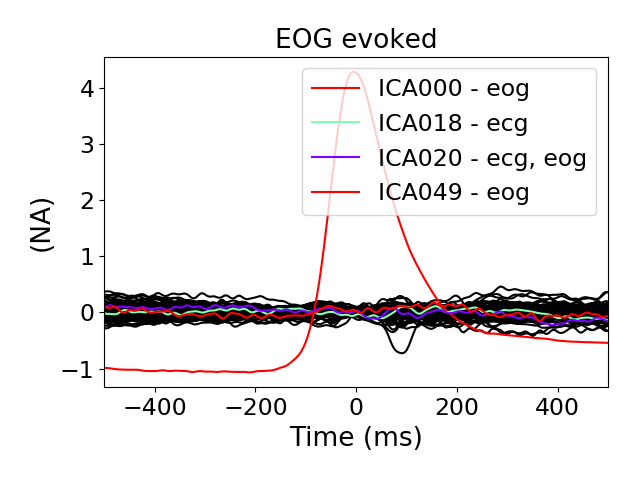 EOG evoked
ICA000 - eog
ICA018 - ecg
ICA020 - ecg, eog
ICA049 - eog
4
3
2
1
0
−1
(NA)
−400
−200
0
200
400
Time (ms)